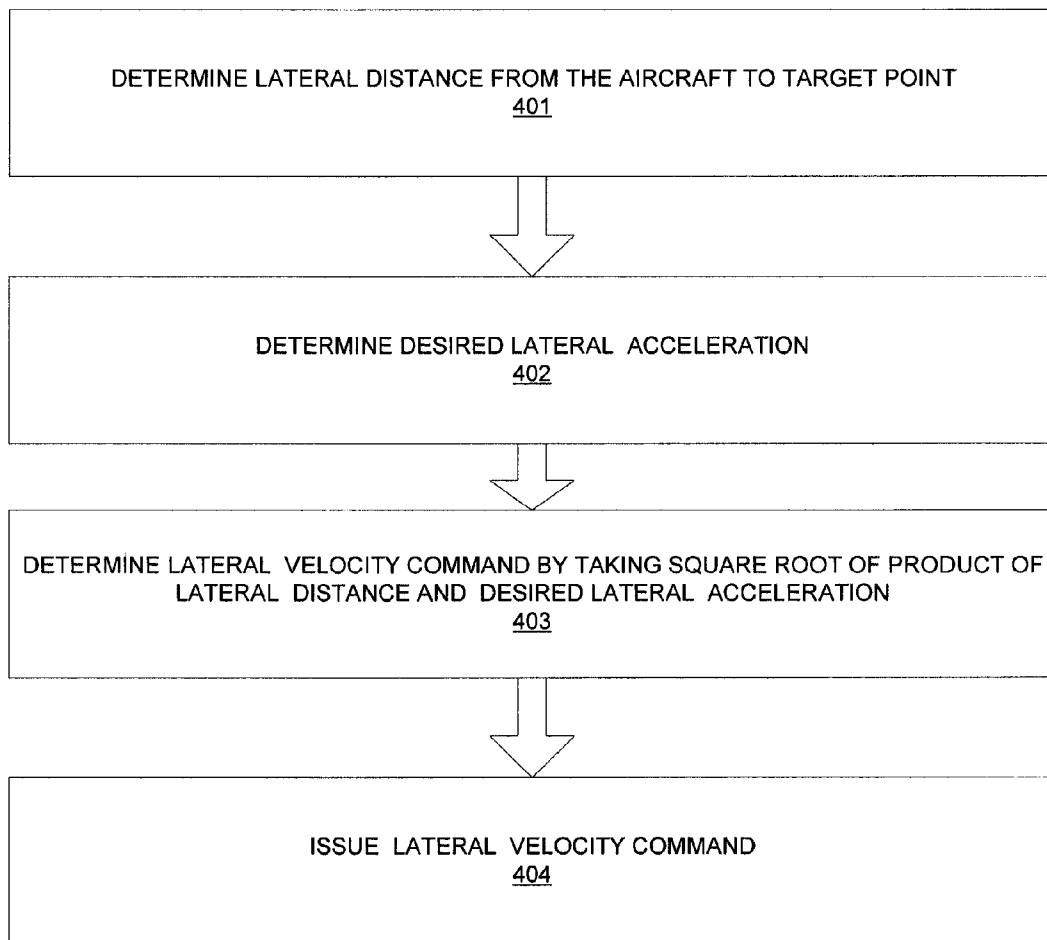 DETERMINE LATERAL DISTANCE FROM THE AIRCRAFT TO TARGET POINT
401
DETERMINE DESIRED LATERAL ACCELERATION
402
DETERMINE LATERAL VELOCITY COMMAND BY TAKING SQUARE ROOT OF PRODUCT OF
LATERAL DISTANCE AND DESIRED LATERAL ACCELERATION
403
ISSUE LATERAL VELOCITY COMMAND
404